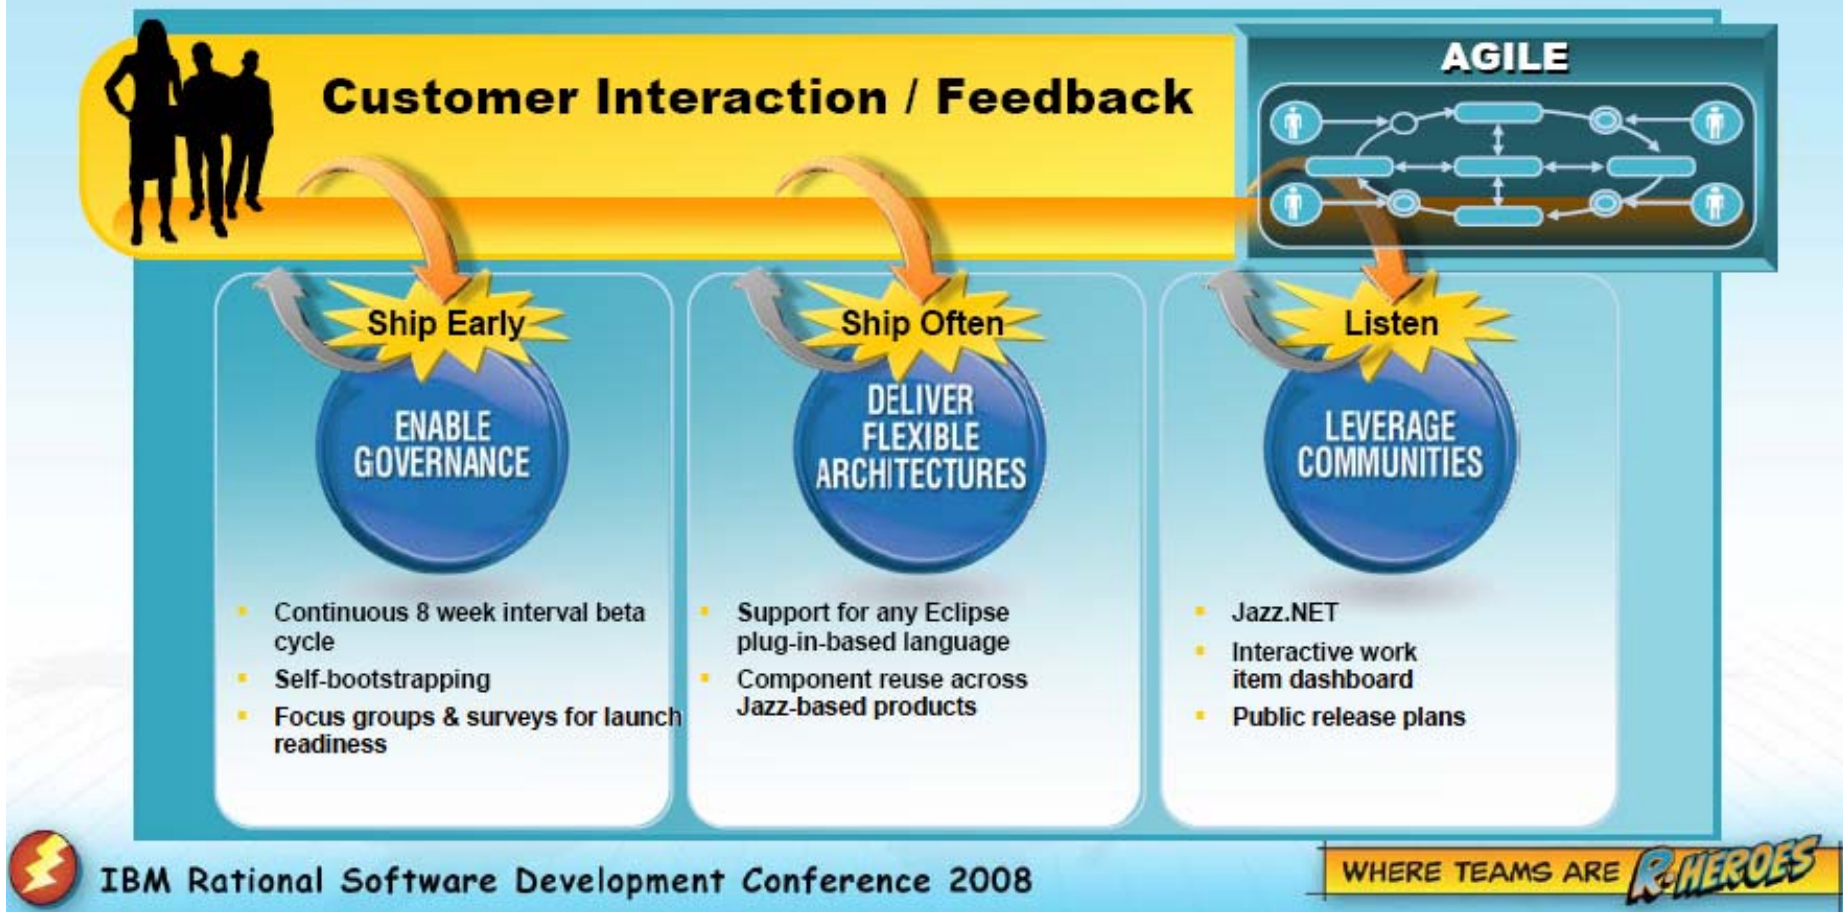 Customer Interaction / Feedback
AGILE
Ship Early
ENABLE
GOVERNANCE
Continuous 8 week interval beta
cycle
Self-bootstrapping
Focus groups & surveys for launch
readiness
Ship Often
DELIVER
FLEXIBLE
ARCHITECTURES
Support for any Eclipse
plug-in-based language
Component reuse across
Jazz-based products
Listen
LEVERAGE
COMMUNITIES
Jazz.NET
Interactive work
item dashboard
Public release plans
IBM Rational Software Development Conference 2008
WHERE TEAMS ARE R•HEROES